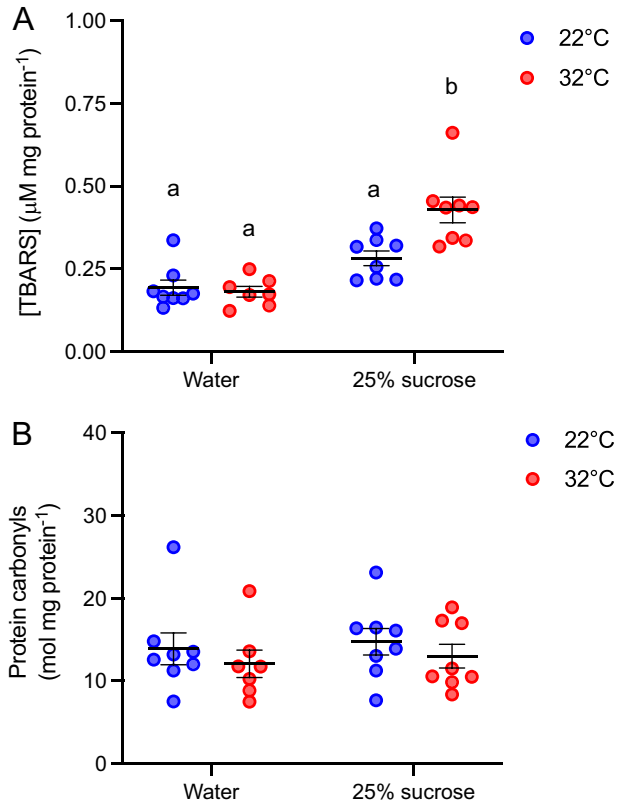 A
[TBARS] (μM mg protein⁻¹)
1.00
0.75
0.50
0.25
0.00
a
a
a
b
Water
25% sucrose
22°C
32°C
B
Protein carbonyls
(mol mg protein⁻¹)
40
30
20
10
0
Water
25% sucrose
22°C
32°C